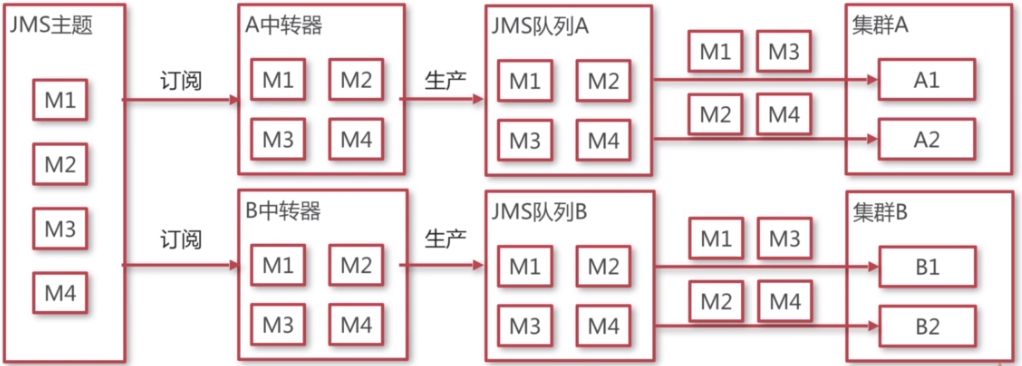 JMS主题
M1
M2
M3
M4
订阅
订阅
A中转器
M1 M2
M3 M4
生产
JMS队列A
M1 M2
M3 M4
M1 M3
M2 M4
集群A
A1
A2
B中转器
M1 M2
M3 M4
生产
JMS队列B
M1 M2
M3 M4
M1 M3
M2 M4
集群B
B1
B2